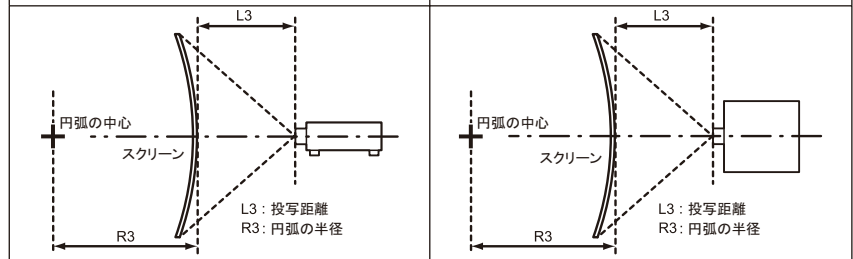 L3
円弧の中心
スクリーン
L3 : 投写距離
R3 : 円弧の半径
R3
L3
円弧の中心
スクリーン
L3 : 投写距離
R3 : 円弧の半径
R3